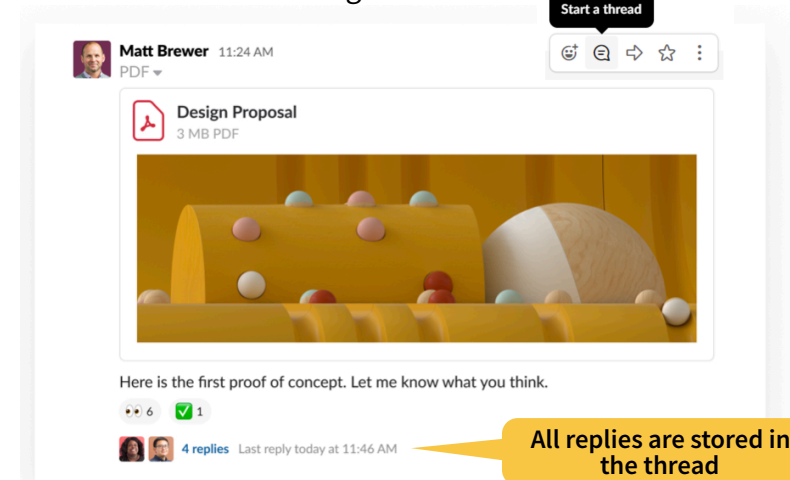 Start a thread
Matt Brewer 11:24 AM
PDF
Design Proposal
3 MB PDF
Here is the first proof of concept. Let me know what you think.
6 1
4 replies Last reply today at 11:46 AM
All replies are stored in
the thread